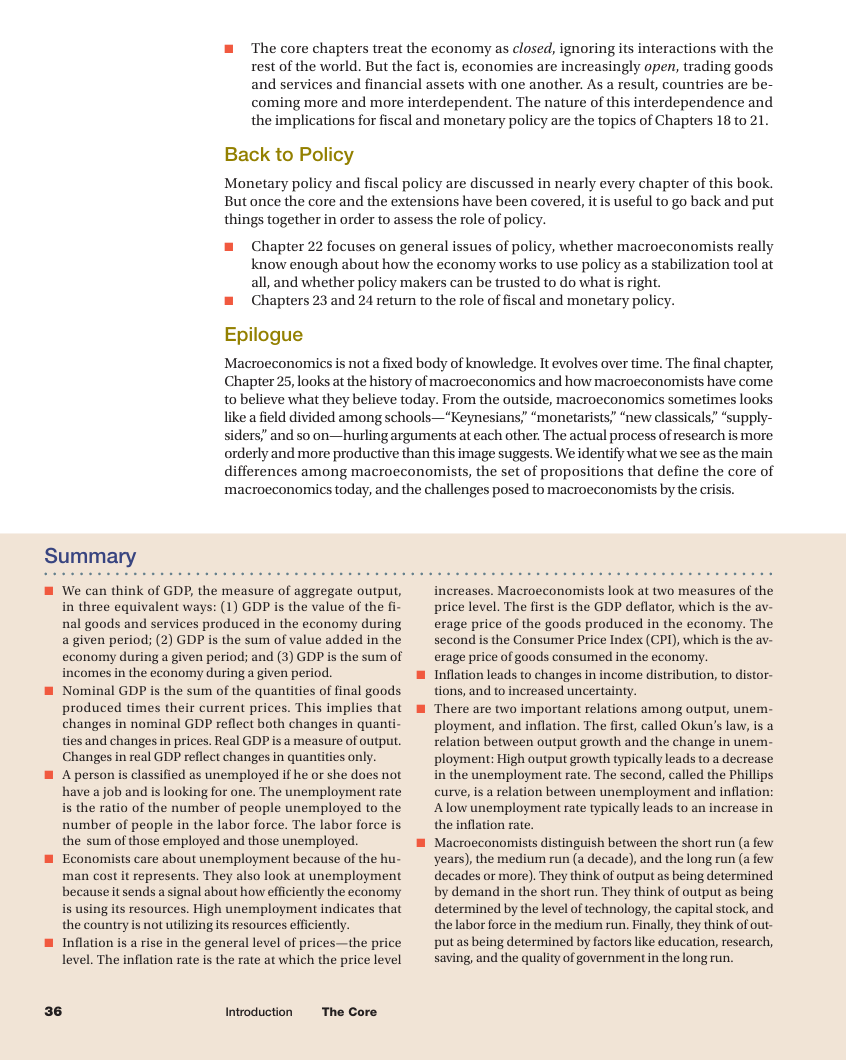 ■ The core chapters treat the economy as closed, ignoring its interactions with the
rest of the world. But the fact is, economies are increasingly open, trading goods
and services and financial assets with one another. As a result, countries are be-
coming more and more interdependent. The nature of this interdependence and
the implications for fiscal and monetary policy are the topics of Chapters 18 to 21.
Back to Policy
Monetary policy and fiscal policy are discussed in nearly every chapter of this book.
But once the core and the extensions have been covered, it is useful to go back and put
things together in order to assess the role of policy.
■ Chapter 22 focuses on general issues of policy, whether macroeconomists really
know enough about how the economy works to use policy as a stabilization tool at
all, and whether policy makers can be trusted to do what is right.
■ Chapters 23 and 24 return to the role of fiscal and monetary policy.
Epilogue
Macroeconomics is not a fixed body of knowledge. It evolves over time. The final chapter,
Chapter 25, looks at the history of macroeconomics and how macroeconomists have come
to believe what they believe today. From the outside, macroeconomics sometimes looks
like a field divided among schools—“Keynesians,” “monetarists,” “new classicals,” “supply-
siders,” and so on—hurling arguments at each other. The actual process of research is more
orderly and more productive than this image suggests. We identify what we see as the main
differences among macroeconomists, the set of propositions that define the core of
macroeconomics today, and the challenges posed to macroeconomists by the crisis.
Summary
■ We can think of GDP, the measure of aggregate output,
in three equivalent ways: (1) GDP is the value of the fi-
nal goods and services produced in the economy during
a given period; (2) GDP is the sum of value added in the
economy during a given period; and (3) GDP is the sum of
incomes in the economy during a given period.
■ Nominal GDP is the sum of the quantities of final goods
produced times their current prices. This implies that
changes in nominal GDP reflect both changes in quanti-
ties and changes in prices. Real GDP is a measure of output.
Changes in real GDP reflect changes in quantities only.
■ A person is classified as unemployed if he or she does not
have a job and is looking for one. The unemployment rate
is the ratio of the number of people unemployed to the
number of people in the labor force. The labor force is
the sum of those employed and those unemployed.
■ Economists care about unemployment because of the hu-
man cost it represents. They also look at unemployment
because it sends a signal about how efficiently the economy
is using its resources. High unemployment indicates that
the country is not utilizing its resources efficiently.
■ Inflation is a rise in the general level of prices—the price
level. The inflation rate is the rate at which the price level
increases. Macroeconomists look at two measures of the
price level. The first is the GDP deflator, which is the av-
erage price of the goods produced in the economy. The
second is the Consumer Price Index (CPI), which is the av-
erage price of goods consumed in the economy.
■ Inflation leads to changes in income distribution, to distor-
tions, and to increased uncertainty.
■ There are two important relations among output, unem-
ployment, and inflation. The first, called Okun’s law, is a
relation between output growth and the change in unem-
ployment: High output growth typically leads to a decrease
in the unemployment rate. The second, called the Phillips
curve, is a relation between unemployment and inflation:
A low unemployment rate typically leads to an increase in
the inflation rate.
■ Macroeconomists distinguish between the short run (a few
years), the medium run (a decade), and the long run (a few
decades or more). They think of output as being determined
by demand in the short run. They think of output as being
determined by the level of technology, the capital stock, and
the labor force in the medium run. Finally, they think of out-
put as being determined by factors like education, research,
saving, and the quality of government in the long run.
36 Introduction The Core